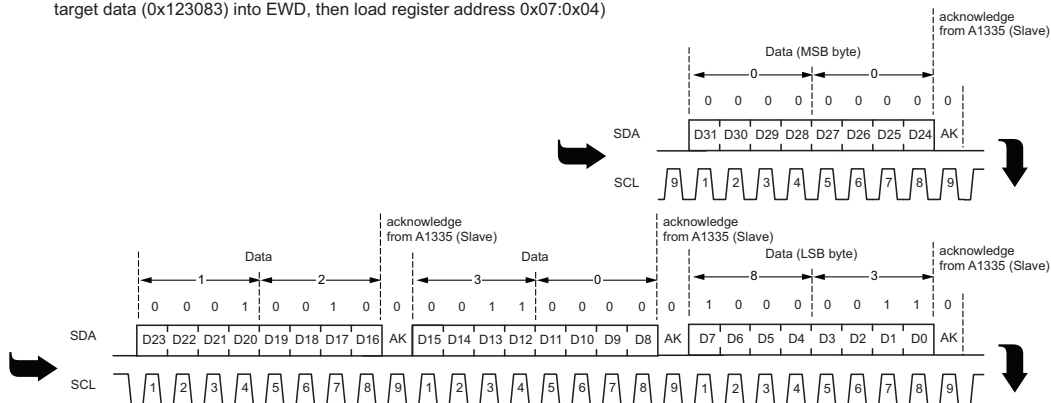 target data (0x123083) into EWD, then load register address 0x07:0x04)
acknowledge
from A1335 (Slave)
Data (MSB byte)
0 0
0 0 0 0 0 0 0 0 0
SDA D31 D30 D29 D28 D27 D26 D25 D24 AK
SCL 9 1 2 3 4 5 6 7 8 9
acknowledge
from A1335 (Slave)
acknowledge
from A1335 (Slave)
acknowledge
from A1335 (Slave)
Data Data Data (LSB byte)
1 2 3 0 8 3
0 0 0 1 0 0 1 0 0 0 0 1 1 0 0 0 0 0 1 0 0 0 0 0 1 1 0
SDA D23 D22 D21 D20 D19 D18 D17 D16 AK D15 D14 D13 D12 D11 D10 D9 D8 AK D7 D6 D5 D4 D3 D2 D1 D0 AK
SCL 1 2 3 4 5 6 7 8 9 1 2 3 4 5 6 7 8 9 1 2 3 4 5 6 7 8 9